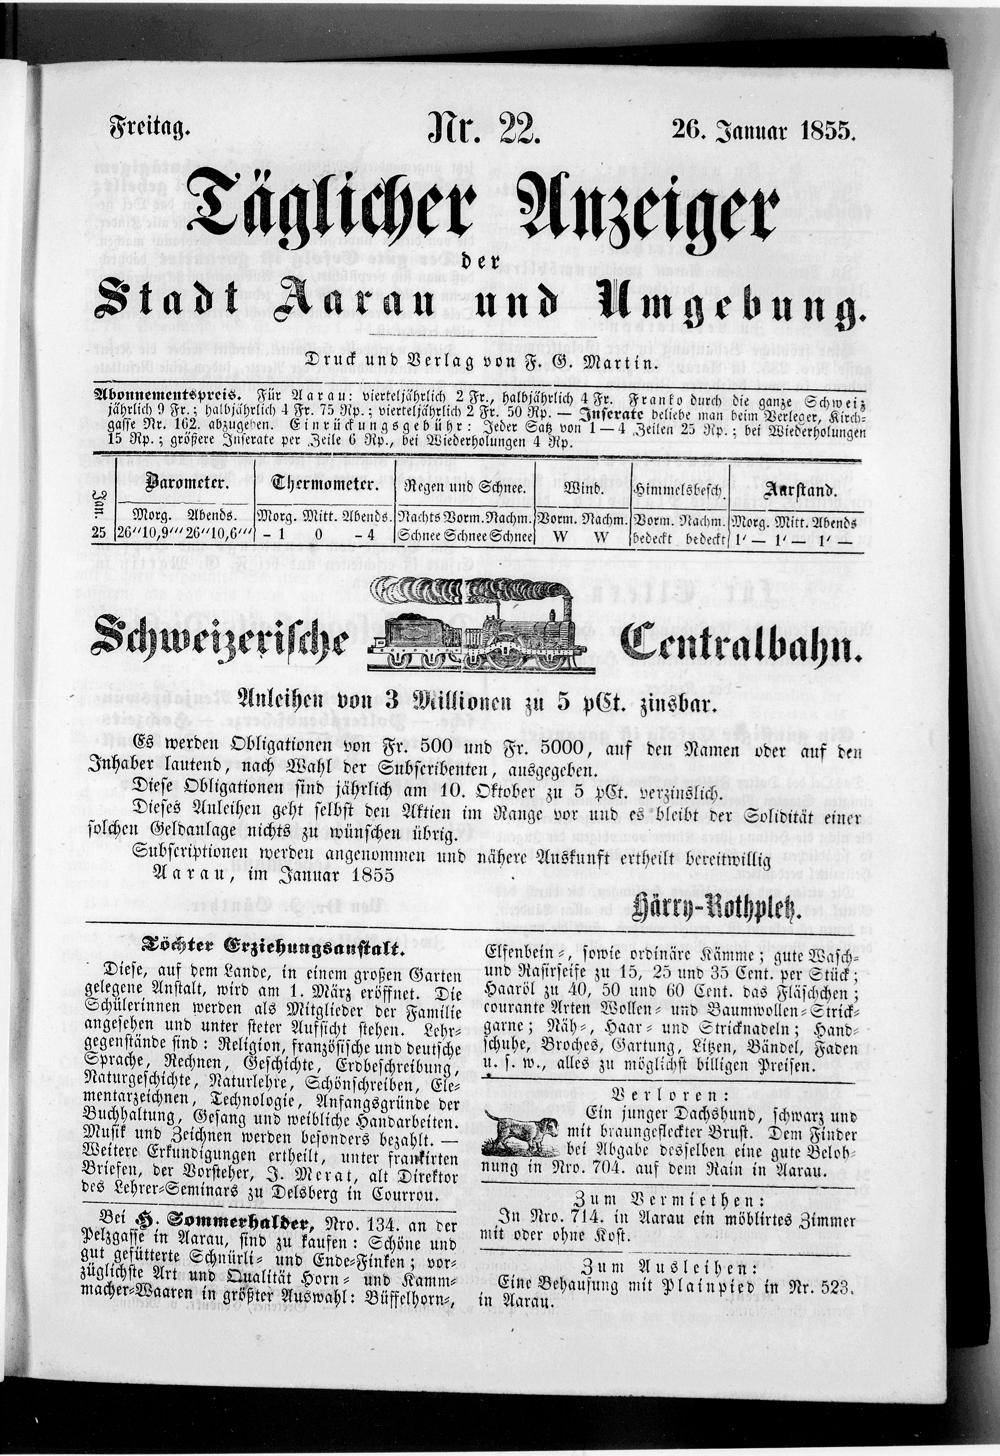 Freitag. Nr. 22. 26. Januar 1855.
Täglicher Anzeiger
der
Stadt Aarau und Umgebung.
Druck und Verlag von F. G. Martin.
Abonnementspreis. Für Aarau: vierteljährlich 2 Fr., halbjährlich 4 Fr. Franko durch die ganze Schweiz
jährlich 9 Fr.; halbjährlich 4 Fr. 75 Rp.; vierteljährlich 2 Fr. 50 Rp. — Inserate beliebe man beim Verleger, Kirch-
gasse Nr. 162. abzugeben. Einrückungsgebühr: Jeder Satz von 1—4 Zeilen 25 Rp.; bei Wiederholungen
15 Rp.; größere Inserate per Zeile 6 Rp., bei Wiederholungen 4 Rp.
Jan. Barometer. Thermometer. Regen und Schnee. Wind. Himmelsbesch. Aarstand.
Morg. Abends. Morg. Mitt. Abends. Nachts Vorm. Nachm. Vorm. Nachm. Vorm. Nachm. Morg. Mitt. Abends
25 26''10,9''' 26''10,6''' -1 0 -4 Schnee Schnee Schnee W W bedeckt bedeckt 1' — 1' — 1' —
Schweizerische Centralbahn.
Anleihen von 3 Millionen zu 5 pCt. zinsbar.
Es werden Obligationen von Fr. 500 und Fr. 5000, auf den Namen oder auf den
Inhaber lautend, nach Wahl der Subscribenten, ausgegeben.
Diese Obligationen sind jährlich am 10. Oktober zu 5 pCt. verzinslich.
Dieses Anleihen geht selbst den Aktien im Range vor und es bleibt der Solidität einer
solchen Geldanlage nichts zu wünschen übrig.
Subscriptionen werden angenommen und nähere Auskunft ertheilt bereitwillig
Aarau, im Januar 1855
Härry-Rothpletz.
Töchter Erziehungsanstalt.
Diese, auf dem Lande, in einem großen Garten
gelegene Anstalt, wird am 1. März eröffnet. Die
Schülerinnen werden als Mitglieder der Familie
angesehen und unter steter Aufsicht stehen. Lehr-
gegenstände sind: Religion, französische und deutsche
Sprache, Rechnen, Geschichte, Erdbeschreibung,
Naturgeschichte, Naturlehre, Schönschreiben, Ele-
mentarzeichnen, Technologie, Anfangsgründe der
Buchhaltung, Gesang und weibliche Handarbeiten.
Musik und Zeichnen werden besonders bezahlt. —
Weitere Erkundigungen ertheilt, unter frankirten
Briefen, der Vorsteher, J. Merat, alt Direktor
des Lehrer-Seminars zu Delsberg in Courrou.
Bei H. Sommerhalder, Nro. 134. an der
Pelzgasse in Aarau, sind zu kaufen: Schöne und
gut gefütterte Schnürli- und Ende-Finken; vor-
züglichste Art und Qualität Horn- und Kamm-
macher-Waaren in größter Auswahl: Büffelhorn-,
Elfenbein-, sowie ordinäre Kämme; gute Wasch-
und Rasirseife zu 15, 25 und 35 Cent. per Stück;
Haaröl zu 40, 50 und 60 Cent. das Fläschchen;
courante Arten Wollen- und Baumwollen-Strick-
garne; Näh-, Haar- und Stricknadeln; Hand-
schuhe, Broches, Gartung, Litzen, Bändel, Faden
u. s. w., alles zu möglichst billigen Preisen.
Verloren:
Ein junger Dachshund, schwarz und
mit braungefleckter Brust. Dem Finder
bei Abgabe desselben eine gute Beloh-
nung in Nro. 704. auf dem Rain in Aarau.
Zum Vermiethen:
In Nro. 714. in Aarau ein möblirtes Zimmer
mit oder ohne Kost.
Zum Ausleihen:
Eine Behausung mit Plainpied in Nr. 523.
in Aarau.